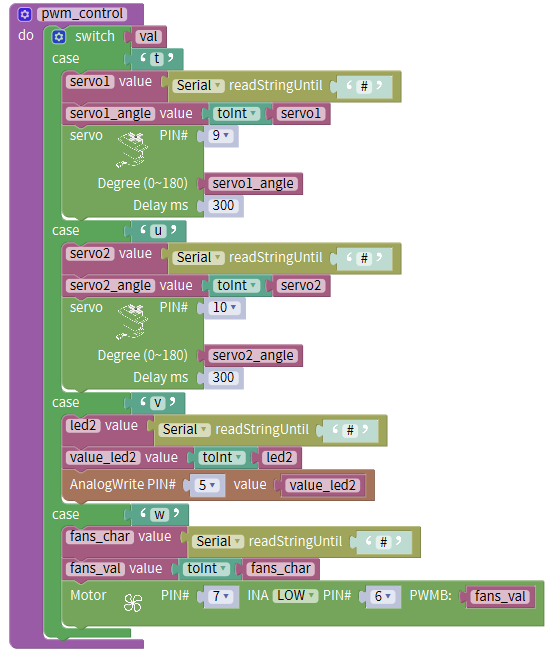 pwm_control
do switch val
case ‘ t ’
servo1 value Serial readStringUntil ‘ # ’
servo1_angle value toInt servo1
servo PIN# 9
Degree (0~180) servo1_angle
Delay ms 300
case ‘ u ’
servo2 value Serial readStringUntil ‘ # ’
servo2_angle value toInt servo2
servo PIN# 10
Degree (0~180) servo2_angle
Delay ms 300
case ‘ v ’
led2 value Serial readStringUntil ‘ # ’
value_led2 value toInt led2
AnalogWrite PIN# 5 value value_led2
case ‘ w ’
fans_char value Serial readStringUntil ‘ # ’
fans_val value toInt fans_char
Motor PIN# 7 INA LOW PIN# 6 PWMB: fans_val